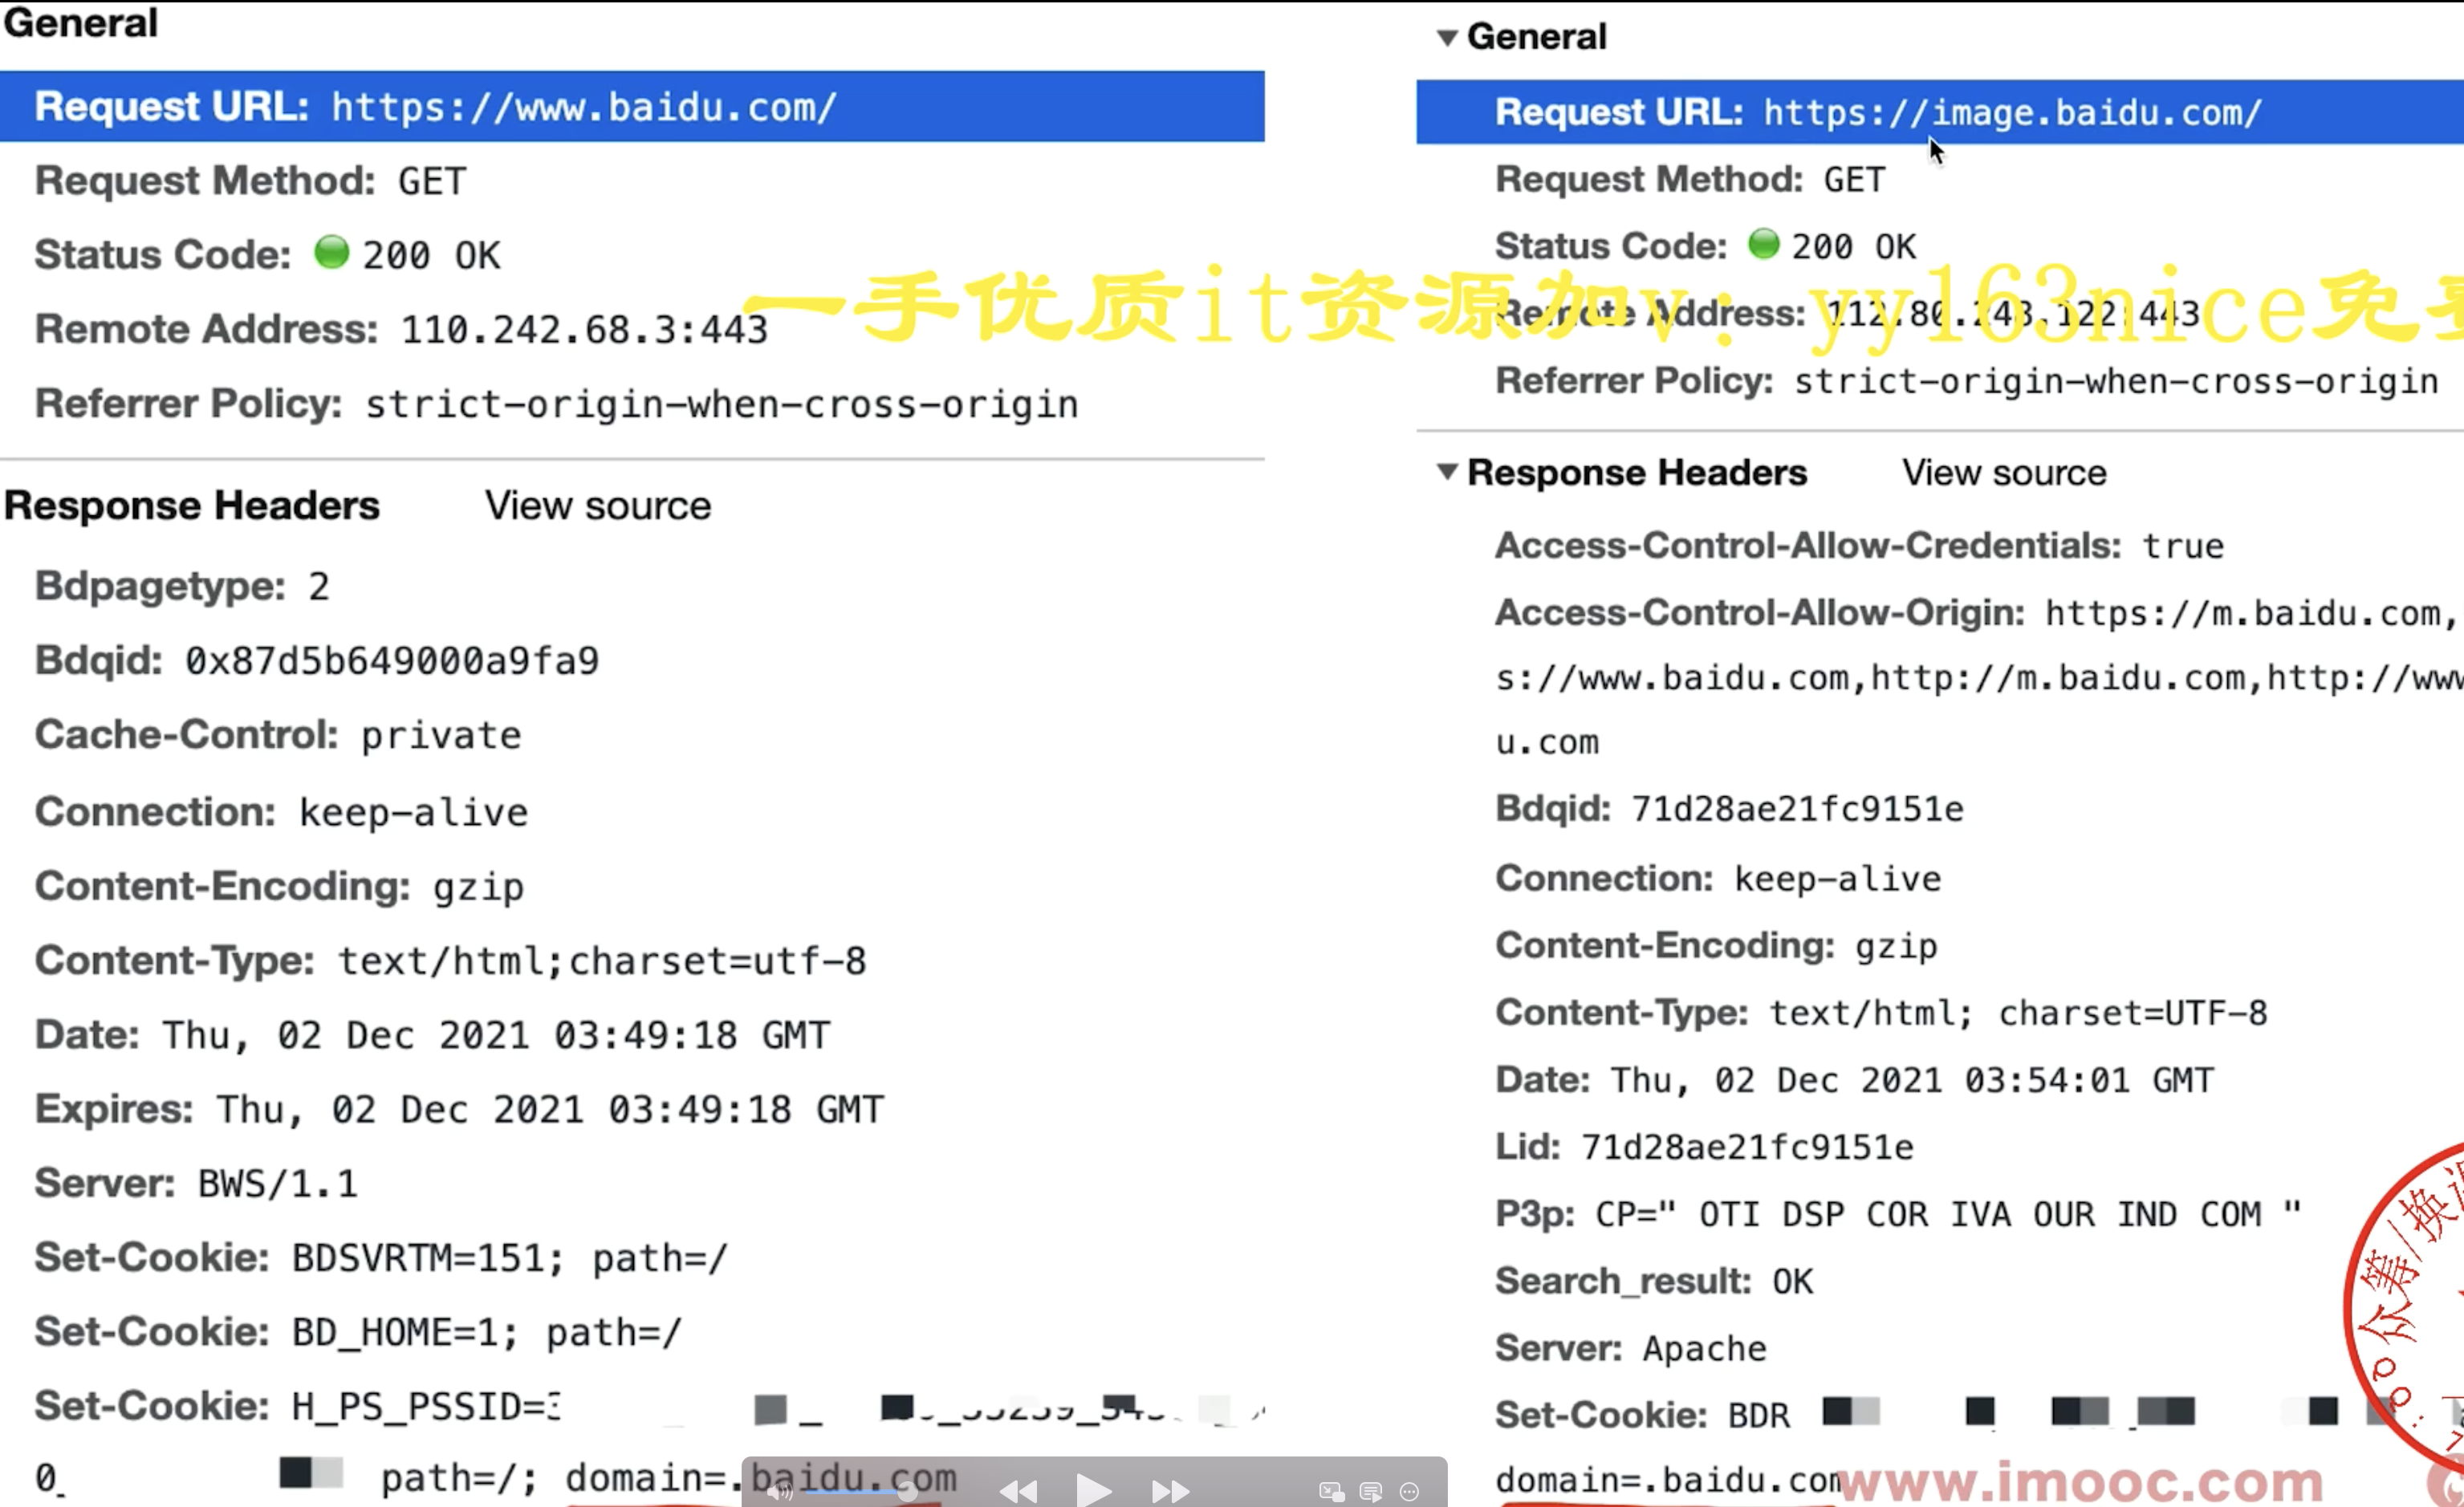 General
Request URL: https://www.baidu.com/
Request Method: GET
Status Code: 200 OK
Remote Address: 110.242.68.3:443
Referrer Policy: strict-origin-when-cross-origin
Response Headers View source
Bdpagetype: 2
Bdqid: 0x87d5b649000a9fa9
Cache-Control: private
Connection: keep-alive
Content-Encoding: gzip
Content-Type: text/html;charset=utf-8
Date: Thu, 02 Dec 2021 03:49:18 GMT
Expires: Thu, 02 Dec 2021 03:49:18 GMT
Server: BWS/1.1
Set-Cookie: BDSVRTM=151; path=/
Set-Cookie: BD_HOME=1; path=/
Set-Cookie: H_PS_PSSID=
0_ path=/; domain=.baidu.com
General
Request URL: https://image.baidu.com/
Request Method: GET
Status Code: 200 OK
一手优质it资源加v：yy163nice免
Remote Address: 112.80.248.122:443
Referrer Policy: strict-origin-when-cross-origin
Response Headers View source
Access-Control-Allow-Credentials: true
Access-Control-Allow-Origin: https://m.baidu.com,
s://www.baidu.com,http://m.baidu.com,http://www
u.com
Bdqid: 71d28ae21fc9151e
Connection: keep-alive
Content-Encoding: gzip
Content-Type: text/html; charset=UTF-8
Date: Thu, 02 Dec 2021 03:54:01 GMT
Lid: 71d28ae21fc9151e
P3p: CP=" OTI DSP COR IVA OUR IND COM "
Search_result: OK
Server: Apache
Set-Cookie: BDR
domain=.baidu.com
www.imooc.com
众筹/换